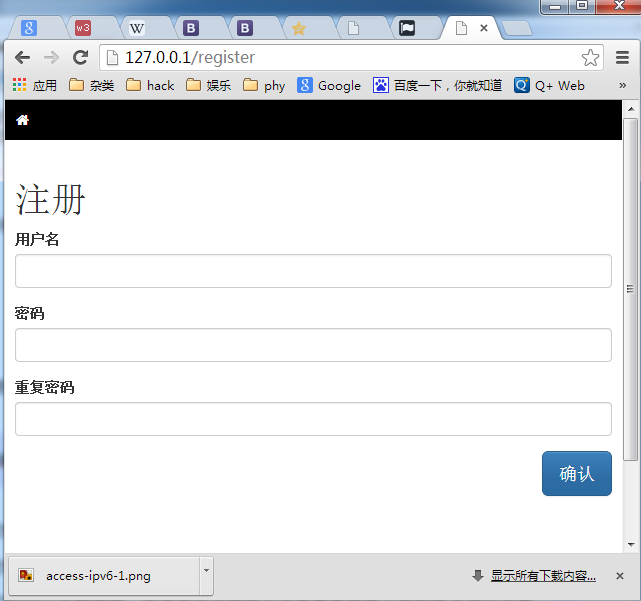 w3 W B B
127.0.0.1/register
应用 杂类 hack 娱乐 phy Google 百度一下，你就知道 Q+ Web »
注册
用户名
密码
重复密码
确认
access-ipv6-1.png 显示所有下载内容...